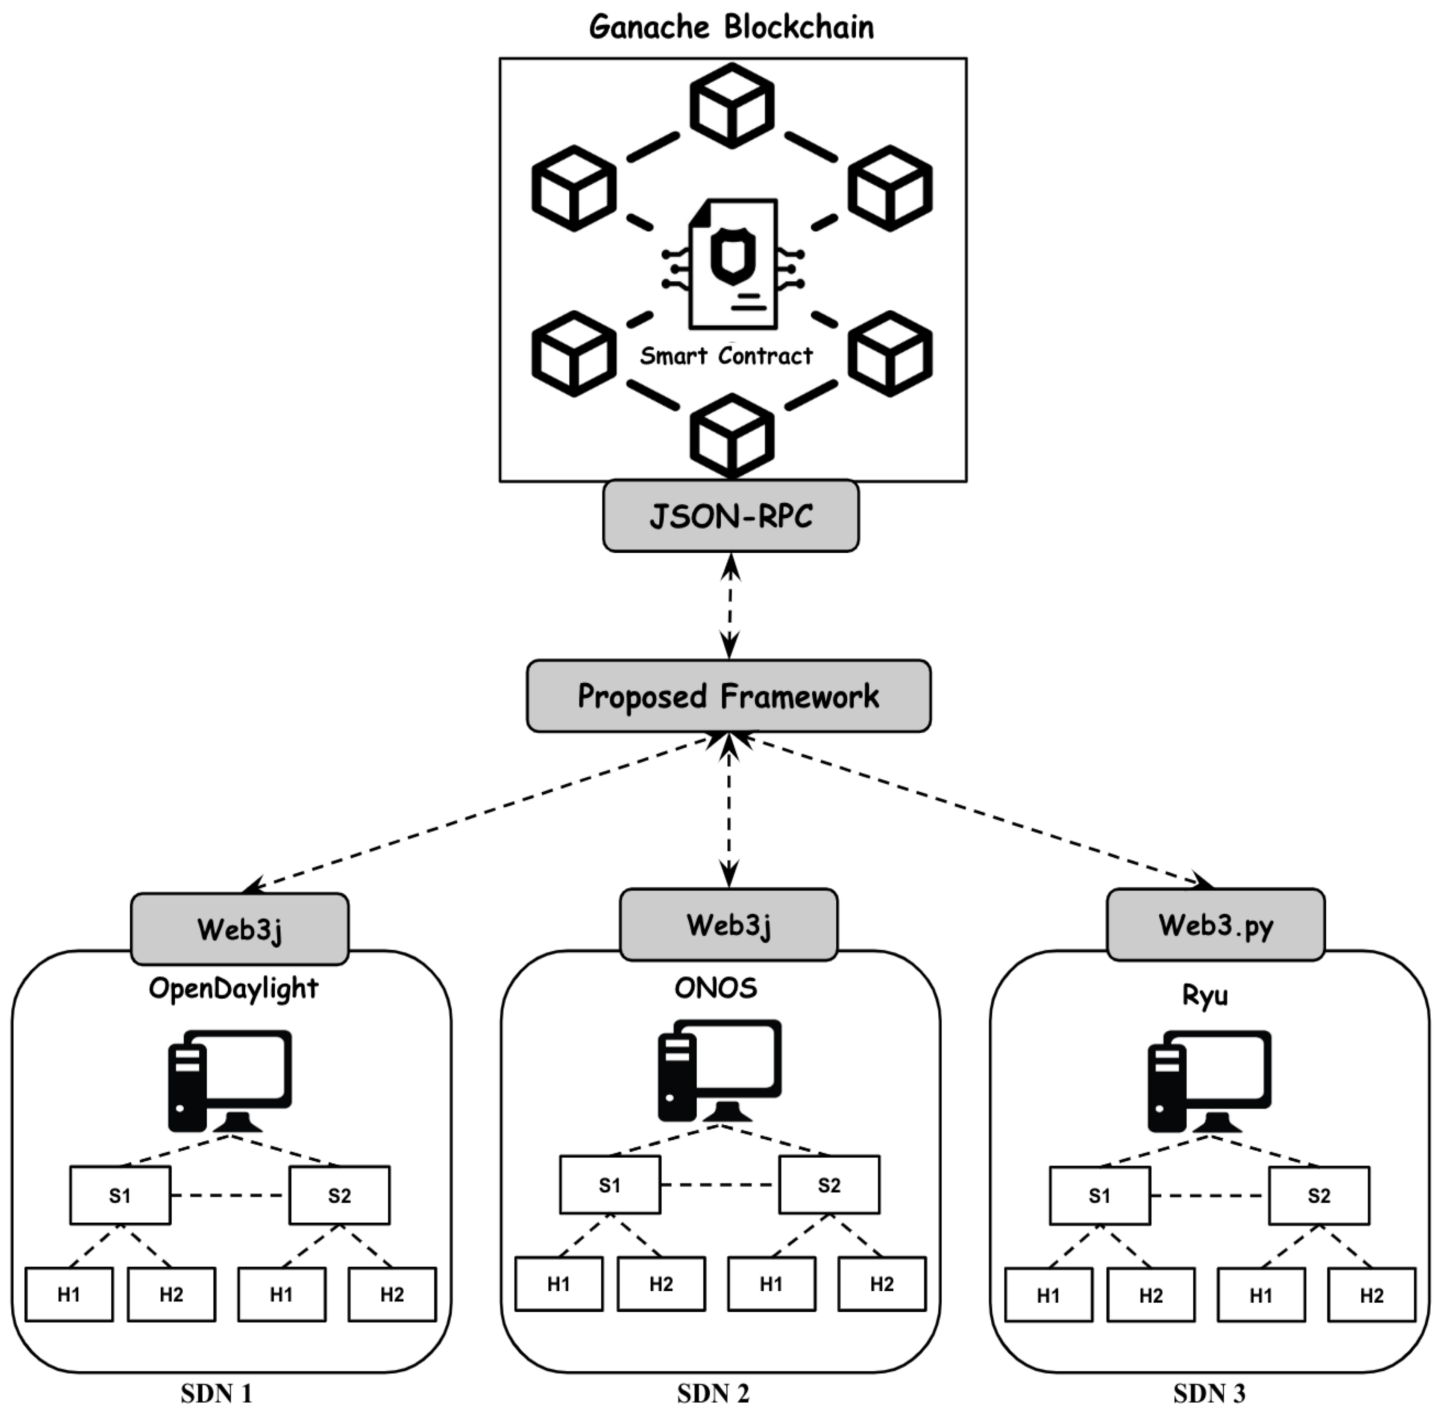 Ganache Blockchain
Smart Contract
JSON-RPC
Proposed Framework
Web3j
Web3j
Web3.py
OpenDaylight
ONOS
Ryu
S1
S2
S1
S2
S1
S2
H1
H2
H1
H2
H1
H2
H1
H2
H1
H2
H1
H2
SDN 1
SDN 2
SDN 3